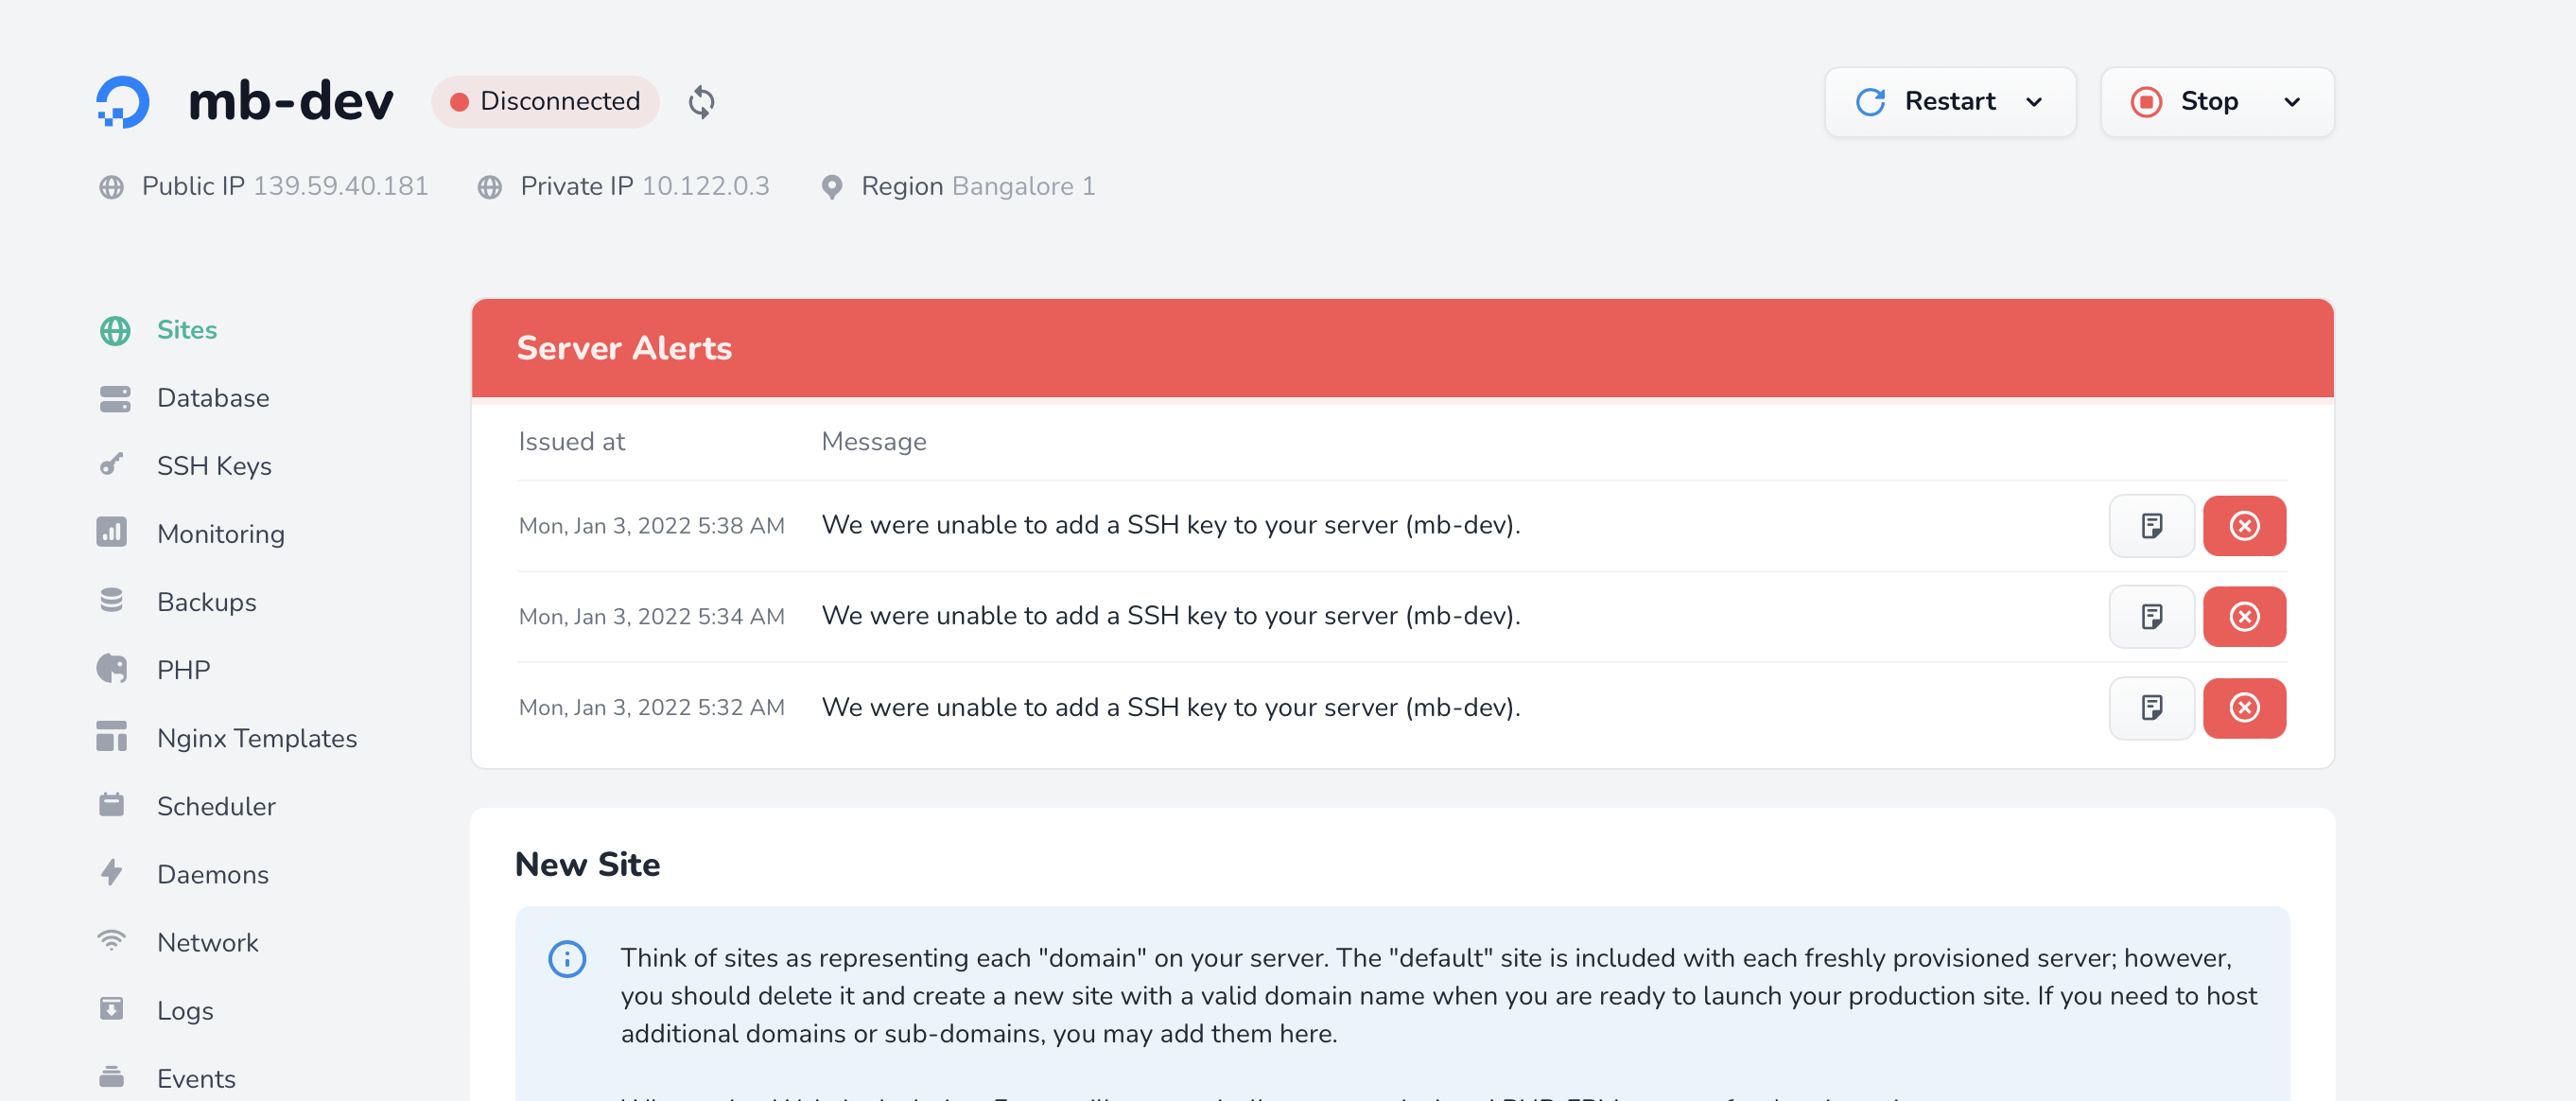 mb-dev Disconnected Restart Stop
Public IP 139.59.40.181 Private IP 10.122.0.3 Region Bangalore 1
Sites
Database
SSH Keys
Monitoring
Backups
PHP
Nginx Templates
Scheduler
Daemons
Network
Logs
Events
Server Alerts
Issued at Message
Mon, Jan 3, 2022 5:38 AM We were unable to add a SSH key to your server (mb-dev).
Mon, Jan 3, 2022 5:34 AM We were unable to add a SSH key to your server (mb-dev).
Mon, Jan 3, 2022 5:32 AM We were unable to add a SSH key to your server (mb-dev).
New Site
Think of sites as representing each "domain" on your server. The "default" site is included with each freshly provisioned server; however,
you should delete it and create a new site with a valid domain name when you are ready to launch your production site. If you need to host
additional domains or sub-domains, you may add them here.